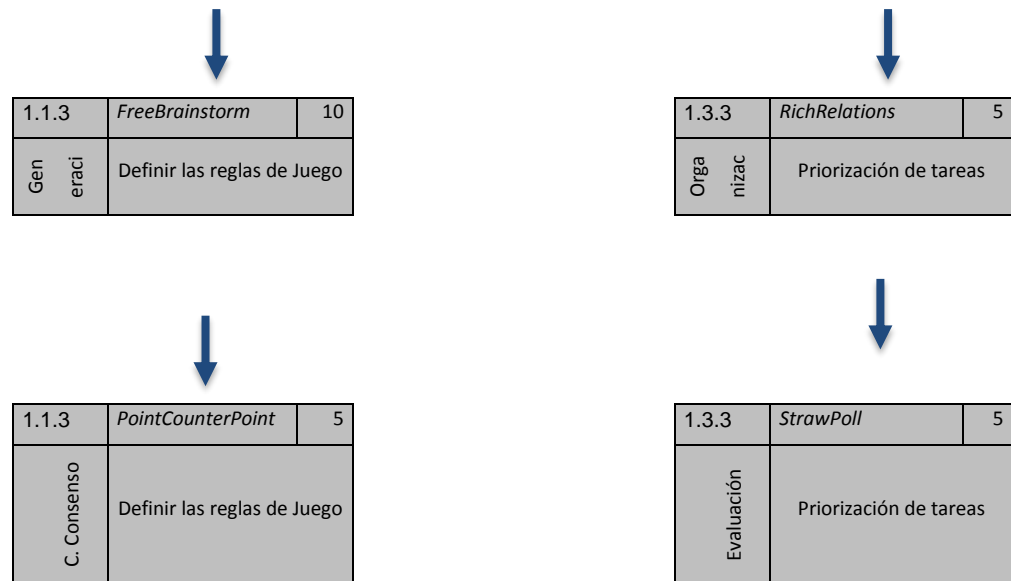 1.1.3 FreeBrainstorm 10
Gen
eraci
Definir las reglas de Juego
1.3.3 RichRelations 5
Orga
nizac
Priorización de tareas
1.1.3 PointCounterPoint 5
C. Consenso
Definir las reglas de Juego
1.3.3 StrawPoll 5
Evaluación
Priorización de tareas